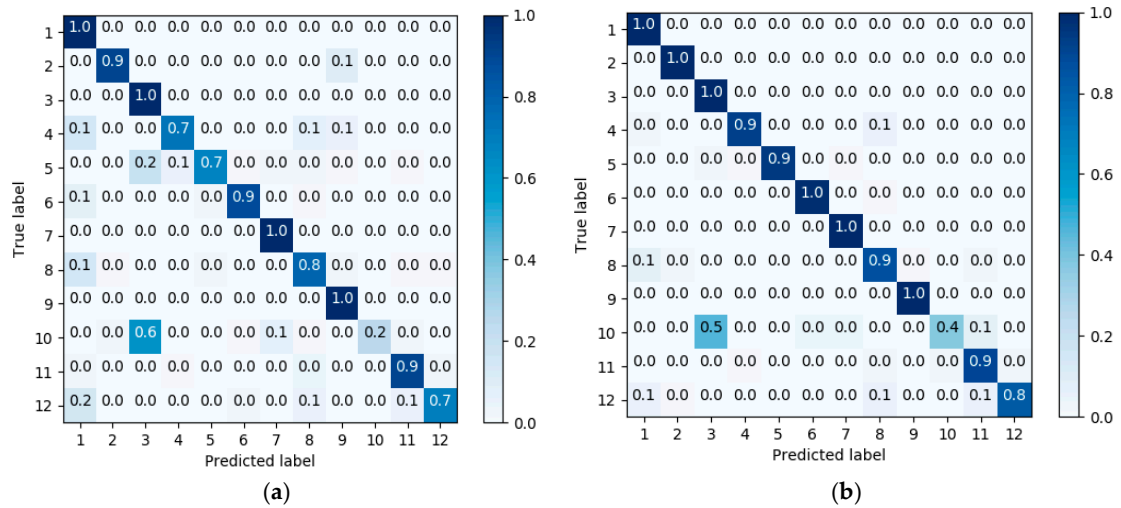 1 1.0 0.0 0.0 0.0 0.0 0.0 0.0 0.0 0.0 0.0 0.0 0.0
2 0.0 0.9 0.0 0.0 0.0 0.0 0.0 0.0 0.1 0.0 0.0 0.0
3 0.0 0.0 1.0 0.0 0.0 0.0 0.0 0.0 0.0 0.0 0.0 0.0
4 0.1 0.0 0.0 0.7 0.0 0.0 0.0 0.1 0.1 0.0 0.0 0.0
5 0.0 0.0 0.2 0.1 0.7 0.0 0.0 0.0 0.0 0.0 0.0 0.0
6 0.1 0.0 0.0 0.0 0.0 0.9 0.0 0.0 0.0 0.0 0.0 0.0
7 0.0 0.0 0.0 0.0 0.0 0.0 1.0 0.0 0.0 0.0 0.0 0.0
8 0.1 0.0 0.0 0.0 0.0 0.0 0.0 0.8 0.0 0.0 0.0 0.0
9 0.0 0.0 0.0 0.0 0.0 0.0 0.0 0.0 1.0 0.0 0.0 0.0
10 0.0 0.0 0.6 0.0 0.0 0.0 0.1 0.0 0.0 0.2 0.0 0.0
11 0.0 0.0 0.0 0.0 0.0 0.0 0.0 0.0 0.0 0.0 0.9 0.0
12 0.2 0.0 0.0 0.0 0.0 0.0 0.0 0.1 0.0 0.0 0.1 0.7
1 2 3 4 5 6 7 8 9 10 11 12
True label
Predicted label
1.0
0.8
0.6
0.4
0.2
0.0
(a)
1 1.0 0.0 0.0 0.0 0.0 0.0 0.0 0.0 0.0 0.0 0.0 0.0
2 0.0 1.0 0.0 0.0 0.0 0.0 0.0 0.0 0.0 0.0 0.0 0.0
3 0.0 0.0 1.0 0.0 0.0 0.0 0.0 0.0 0.0 0.0 0.0 0.0
4 0.0 0.0 0.0 0.9 0.0 0.0 0.0 0.1 0.0 0.0 0.0 0.0
5 0.0 0.0 0.0 0.0 0.9 0.0 0.0 0.0 0.0 0.0 0.0 0.0
6 0.0 0.0 0.0 0.0 0.0 1.0 0.0 0.0 0.0 0.0 0.0 0.0
7 0.0 0.0 0.0 0.0 0.0 0.0 1.0 0.0 0.0 0.0 0.0 0.0
8 0.1 0.0 0.0 0.0 0.0 0.0 0.0 0.9 0.0 0.0 0.0 0.0
9 0.0 0.0 0.0 0.0 0.0 0.0 0.0 0.0 1.0 0.0 0.0 0.0
10 0.0 0.0 0.5 0.0 0.0 0.0 0.0 0.0 0.0 0.4 0.1 0.0
11 0.0 0.0 0.0 0.0 0.0 0.0 0.0 0.0 0.0 0.0 0.9 0.0
12 0.1 0.0 0.0 0.0 0.0 0.0 0.0 0.1 0.0 0.0 0.1 0.8
1 2 3 4 5 6 7 8 9 10 11 12
True label
Predicted label
1.0
0.8
0.6
0.4
0.2
0.0
(b)